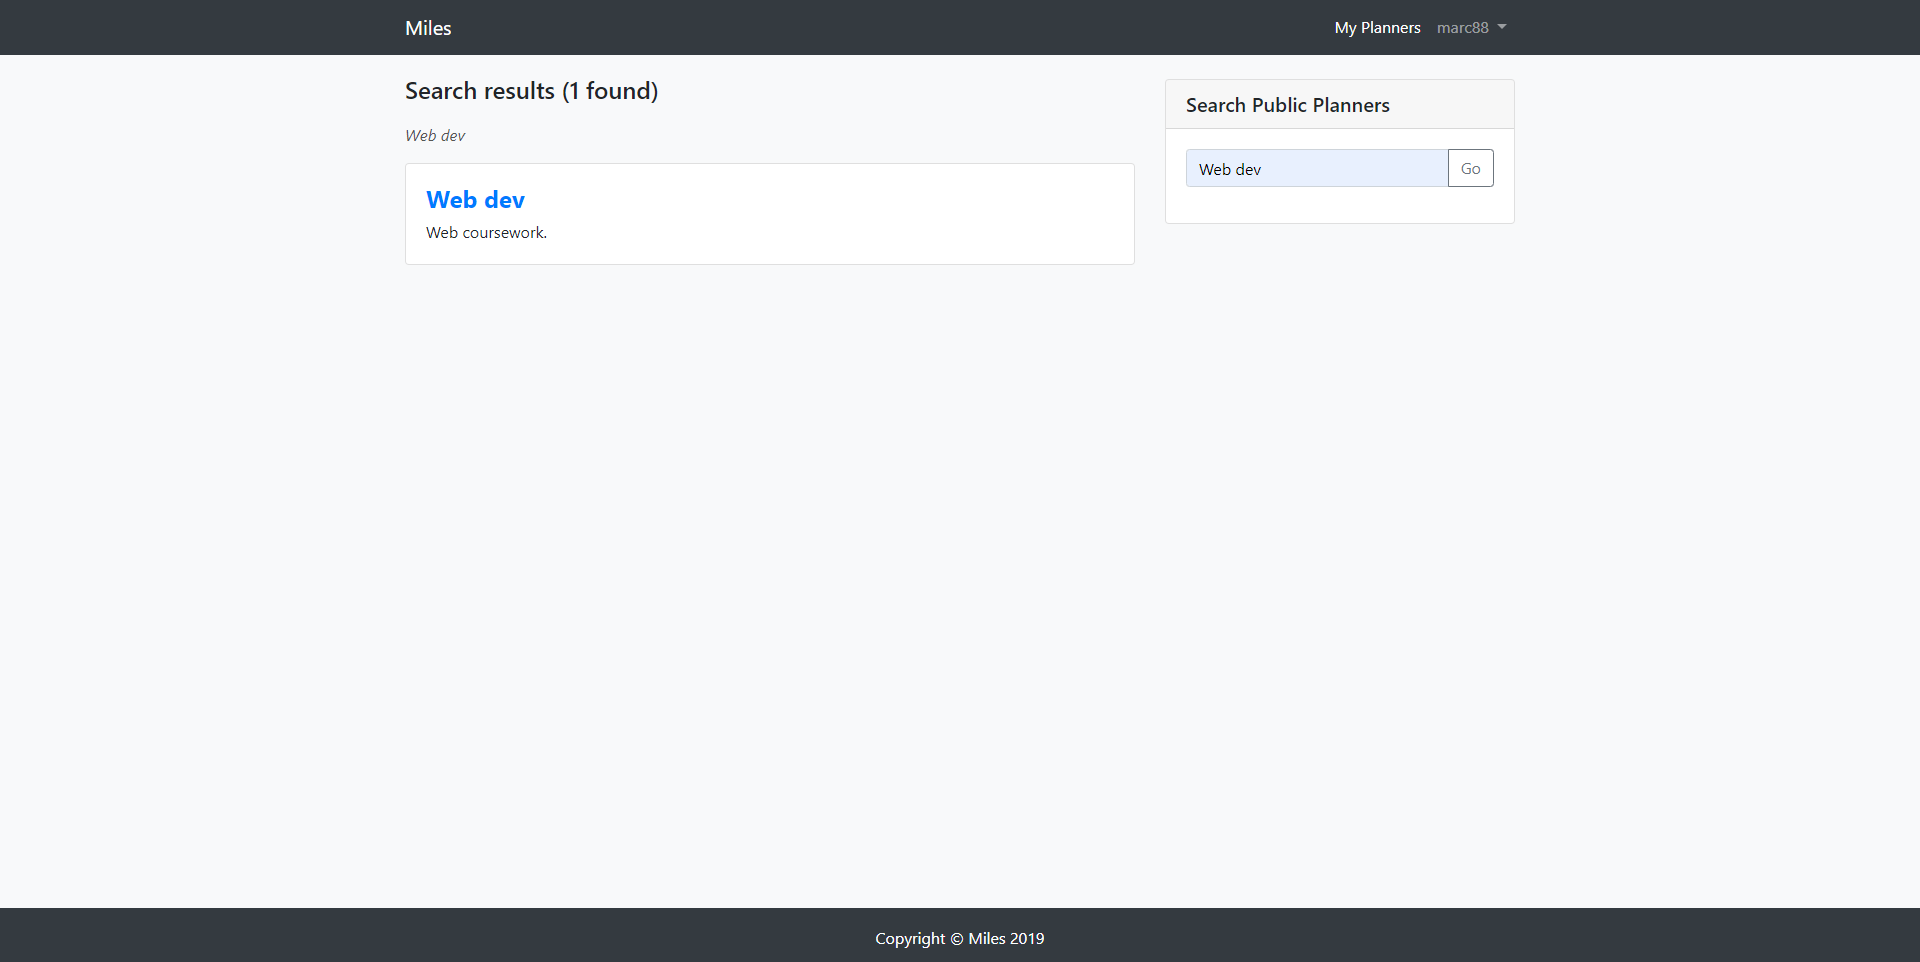 Miles
My Planners
marc88
Search results (1 found)
Web dev
Web dev
Web coursework.
Search Public Planners
Web dev
Go
Copyright © Miles 2019